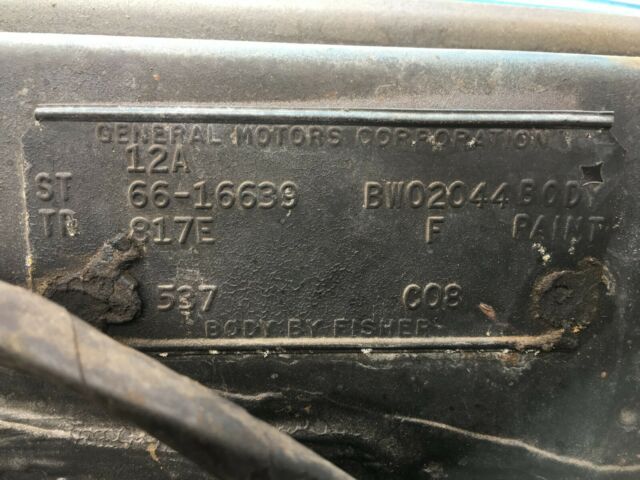 GENERAL MOTORS CORPORATION
12A
ST 66-16639 BW02044 BODY
TR 817E F PAINT
537 C08
BODY BY FISHER